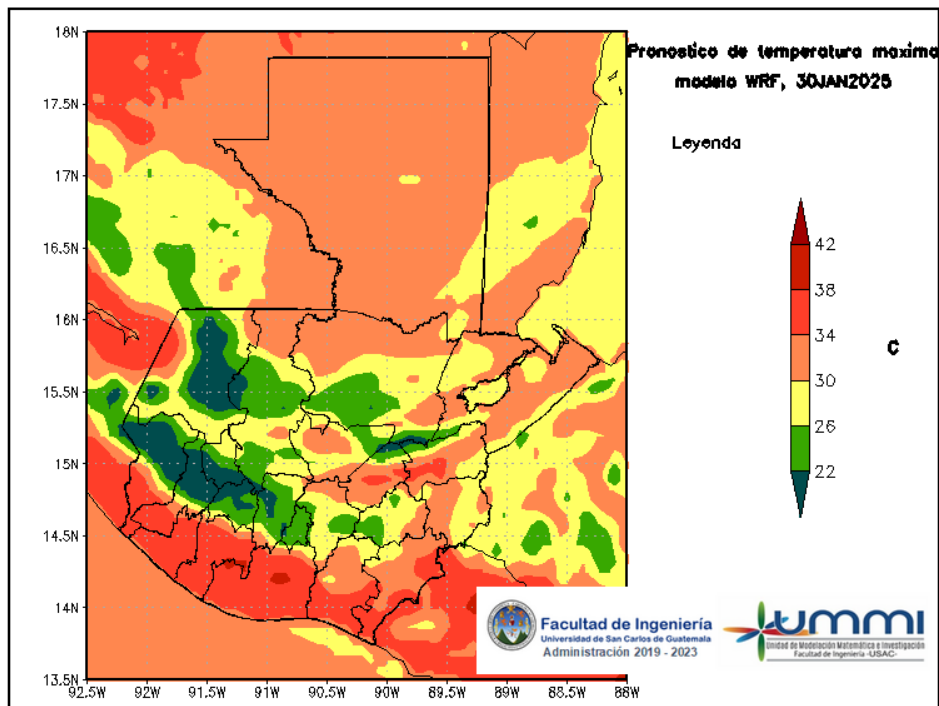 18N
17.5N
17N
16.5N
16N
15.5N
15N
14.5N
14N
13.5N
92.5W 92W 91.5W 91W 90.5W 90W 89.5W 89W 88.5W 88W
Pronostico de temperatura maxima
modelo WRF, 30JAN2025
Leyenda
42
38
34
30
26
22
C
Facultad de Ingeniería
Universidad de San Carlos de Guatemala
Administración 2019 - 2023
UMMI
Unidad de Modelación Matemática e Investigación
Facultad de Ingeniería -USAC-